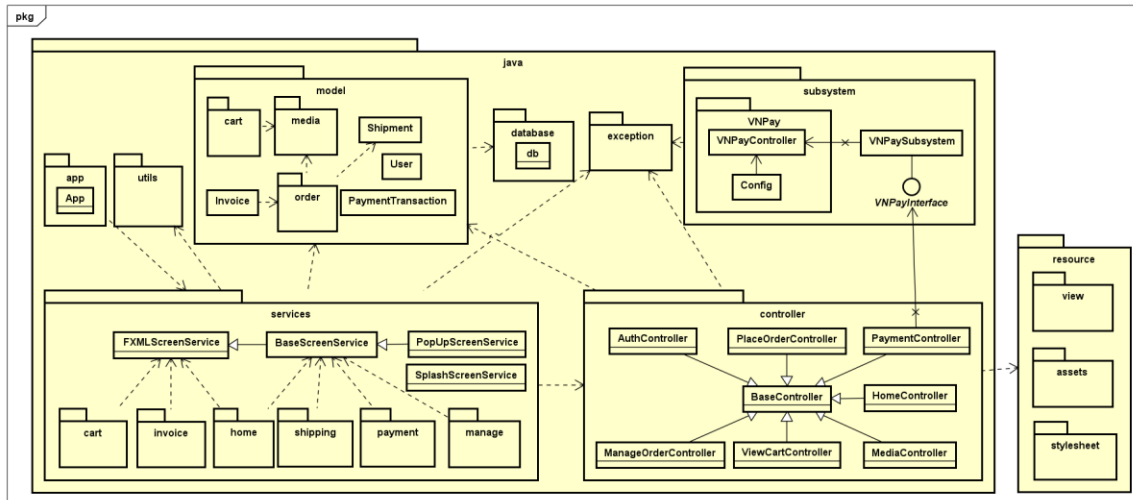 pkg
java
model
cart
media
Shipment
User
Invoice
order
PaymentTransaction
database
db
exception
subsystem
VNPay
VNPayController
Config
VNPaySubsystem
VNPayInterface
app
App
utils
services
FXMLScreenService
BaseScreenService
PopUpScreenService
SplashScreenService
cart
invoice
home
shipping
payment
manage
controller
AuthController
PlaceOrderController
PaymentController
BaseController
HomeController
ManageOrderController
ViewCartController
MediaController
resource
view
assets
stylesheet